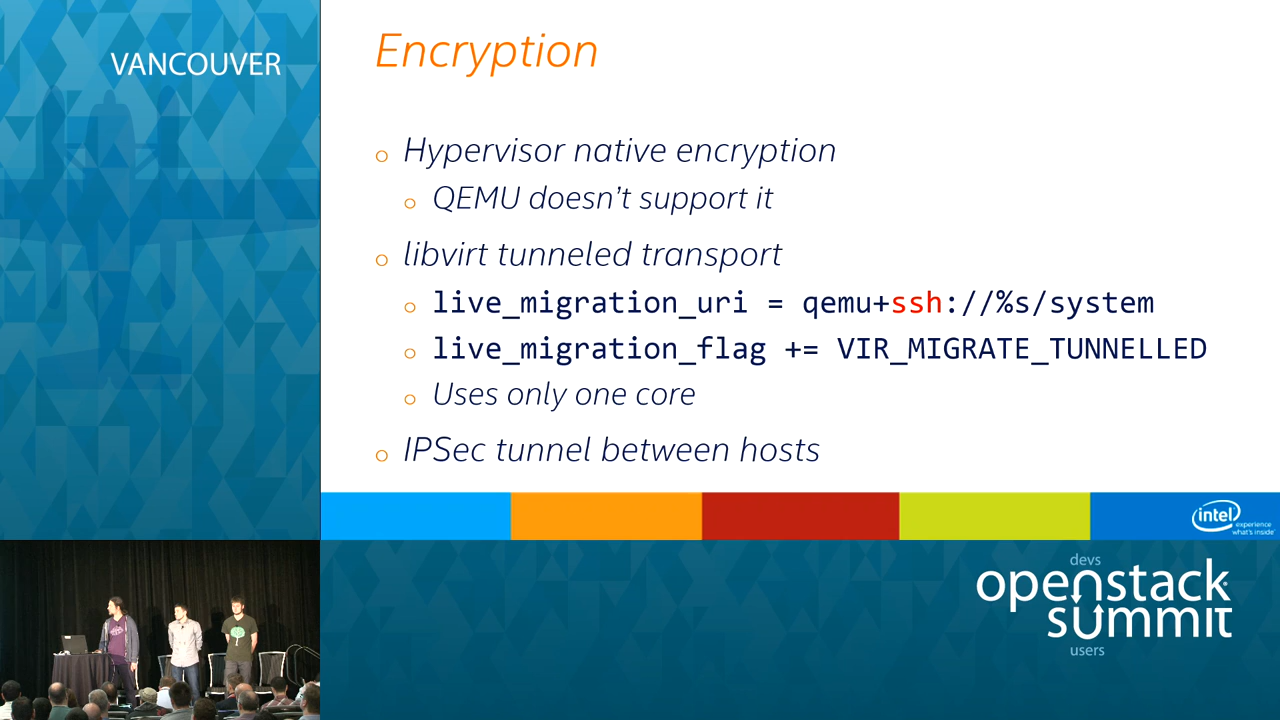 VANCOUVER
Encryption
Hypervisor native encryption
QEMU doesn't support it
libvirt tunneled transport
live_migration_uri = qemu+ssh://%s/system
live_migration_flag += VIR_MIGRATE_TUNNELLED
Uses only one core
IPSec tunnel between hosts
intel
experience
what's inside
devs
openstack
summit
users